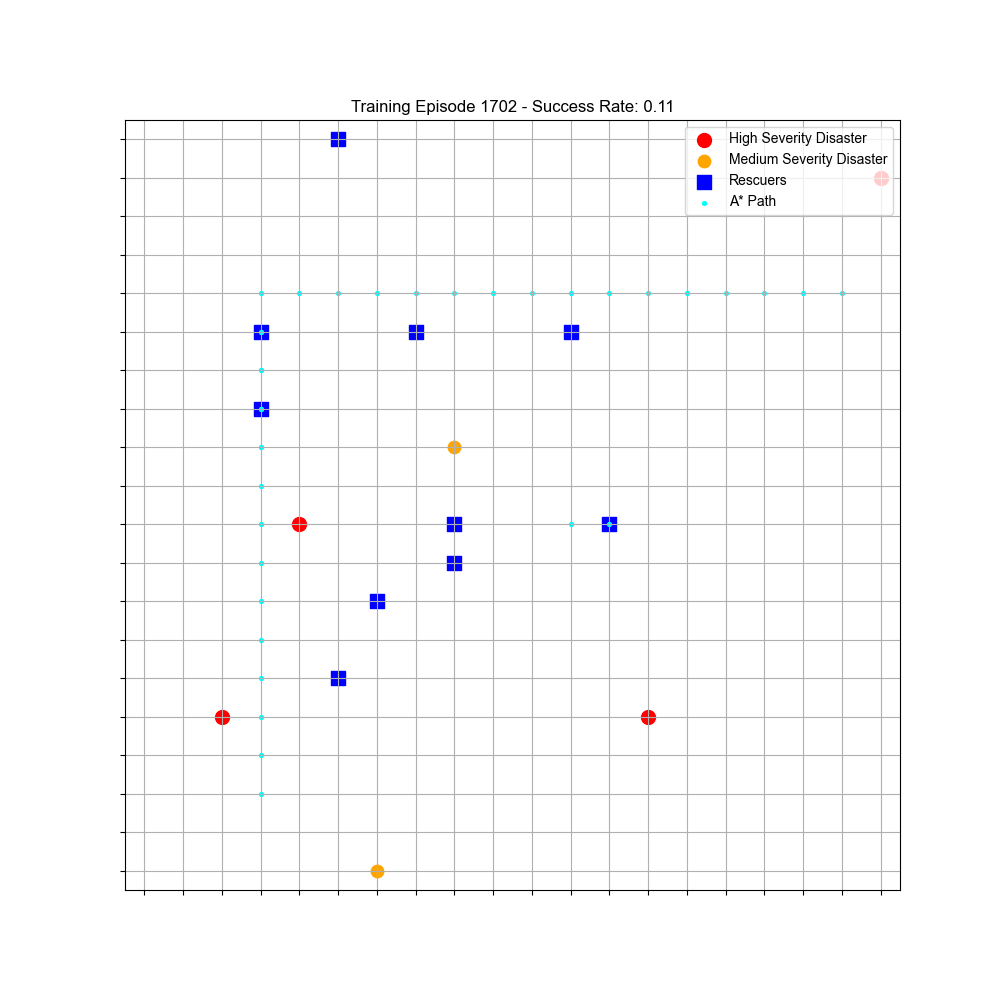 Training Episode 1702 - Success Rate: 0.11
High Severity Disaster
Medium Severity Disaster
Rescuers
A* Path